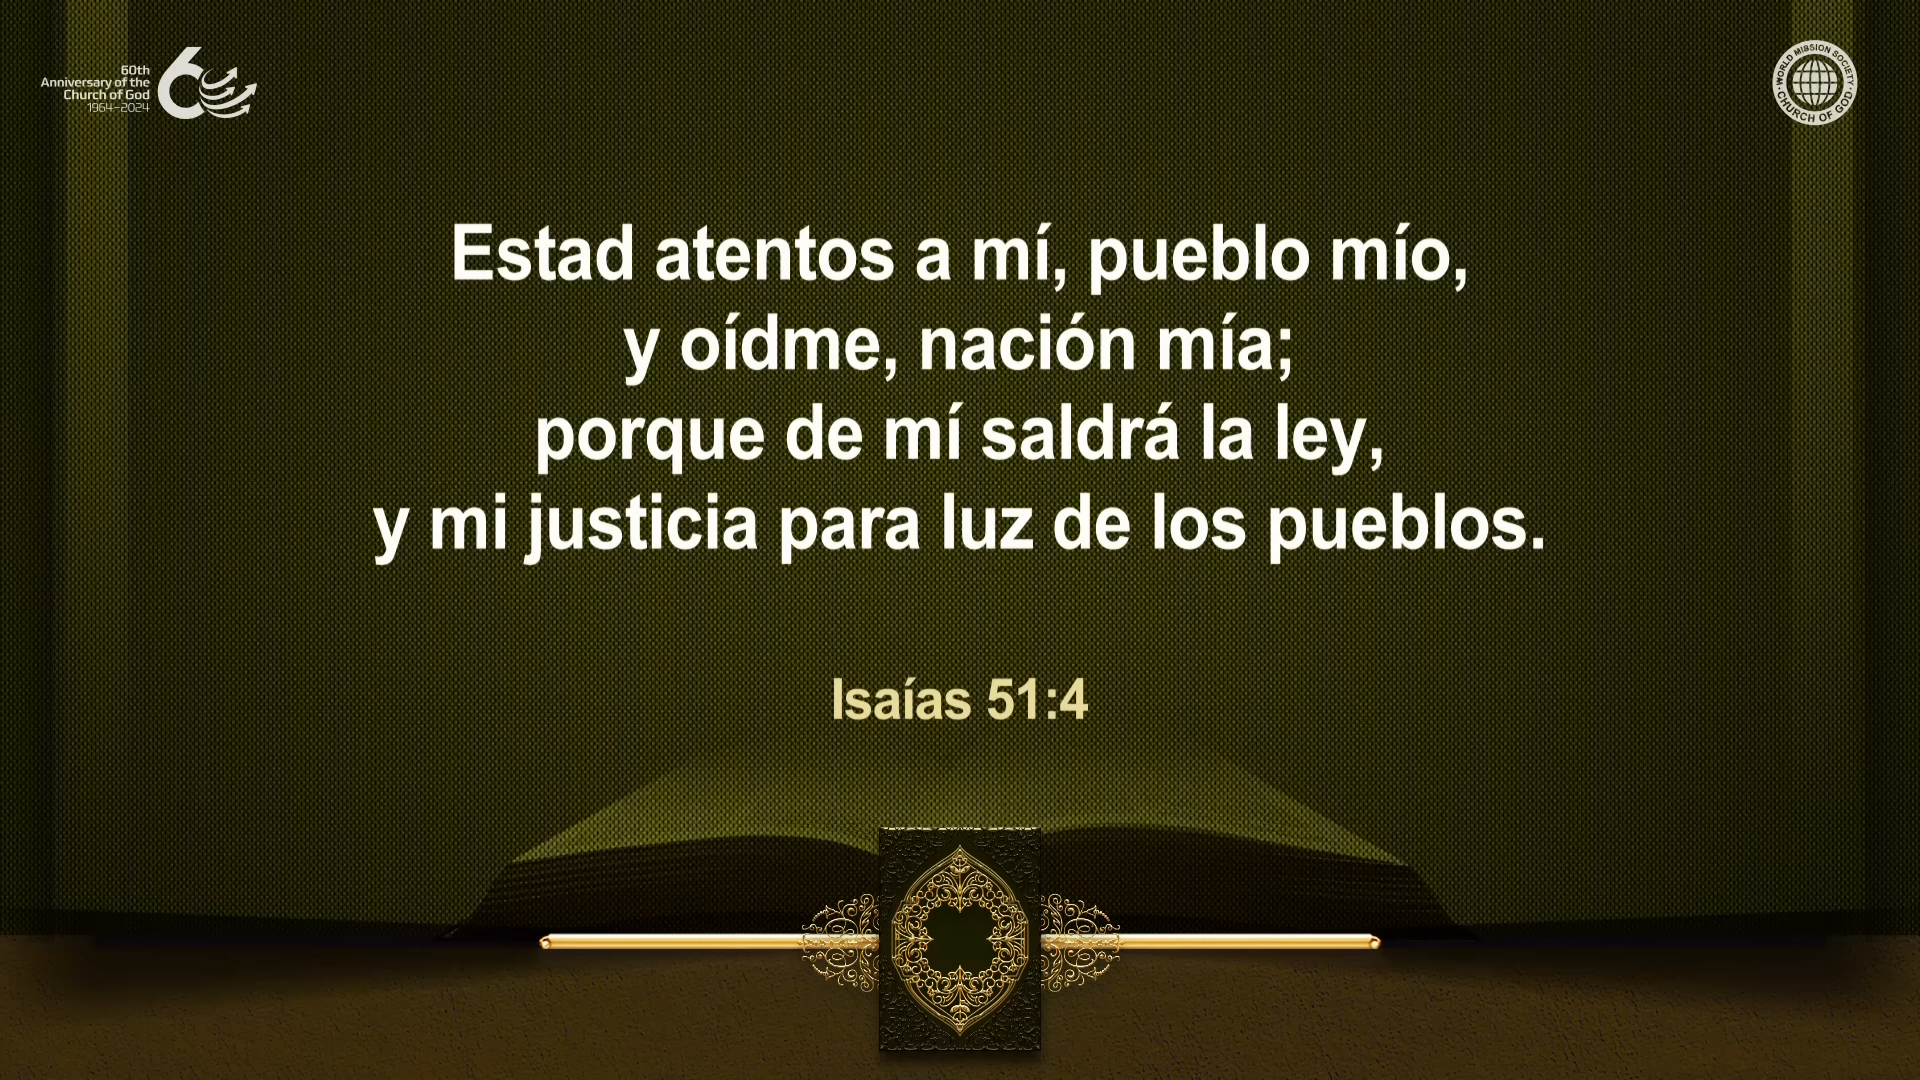 60th
Anniversary of the
Church of God
1964–2024
60
WORLD MISSION SOCIETY
CHURCH OF GOD
Estad atentos a mí, pueblo mío,
y oídme, nación mía;
porque de mí saldrá la ley,
y mi justicia para luz de los pueblos.
Isaías 51:4